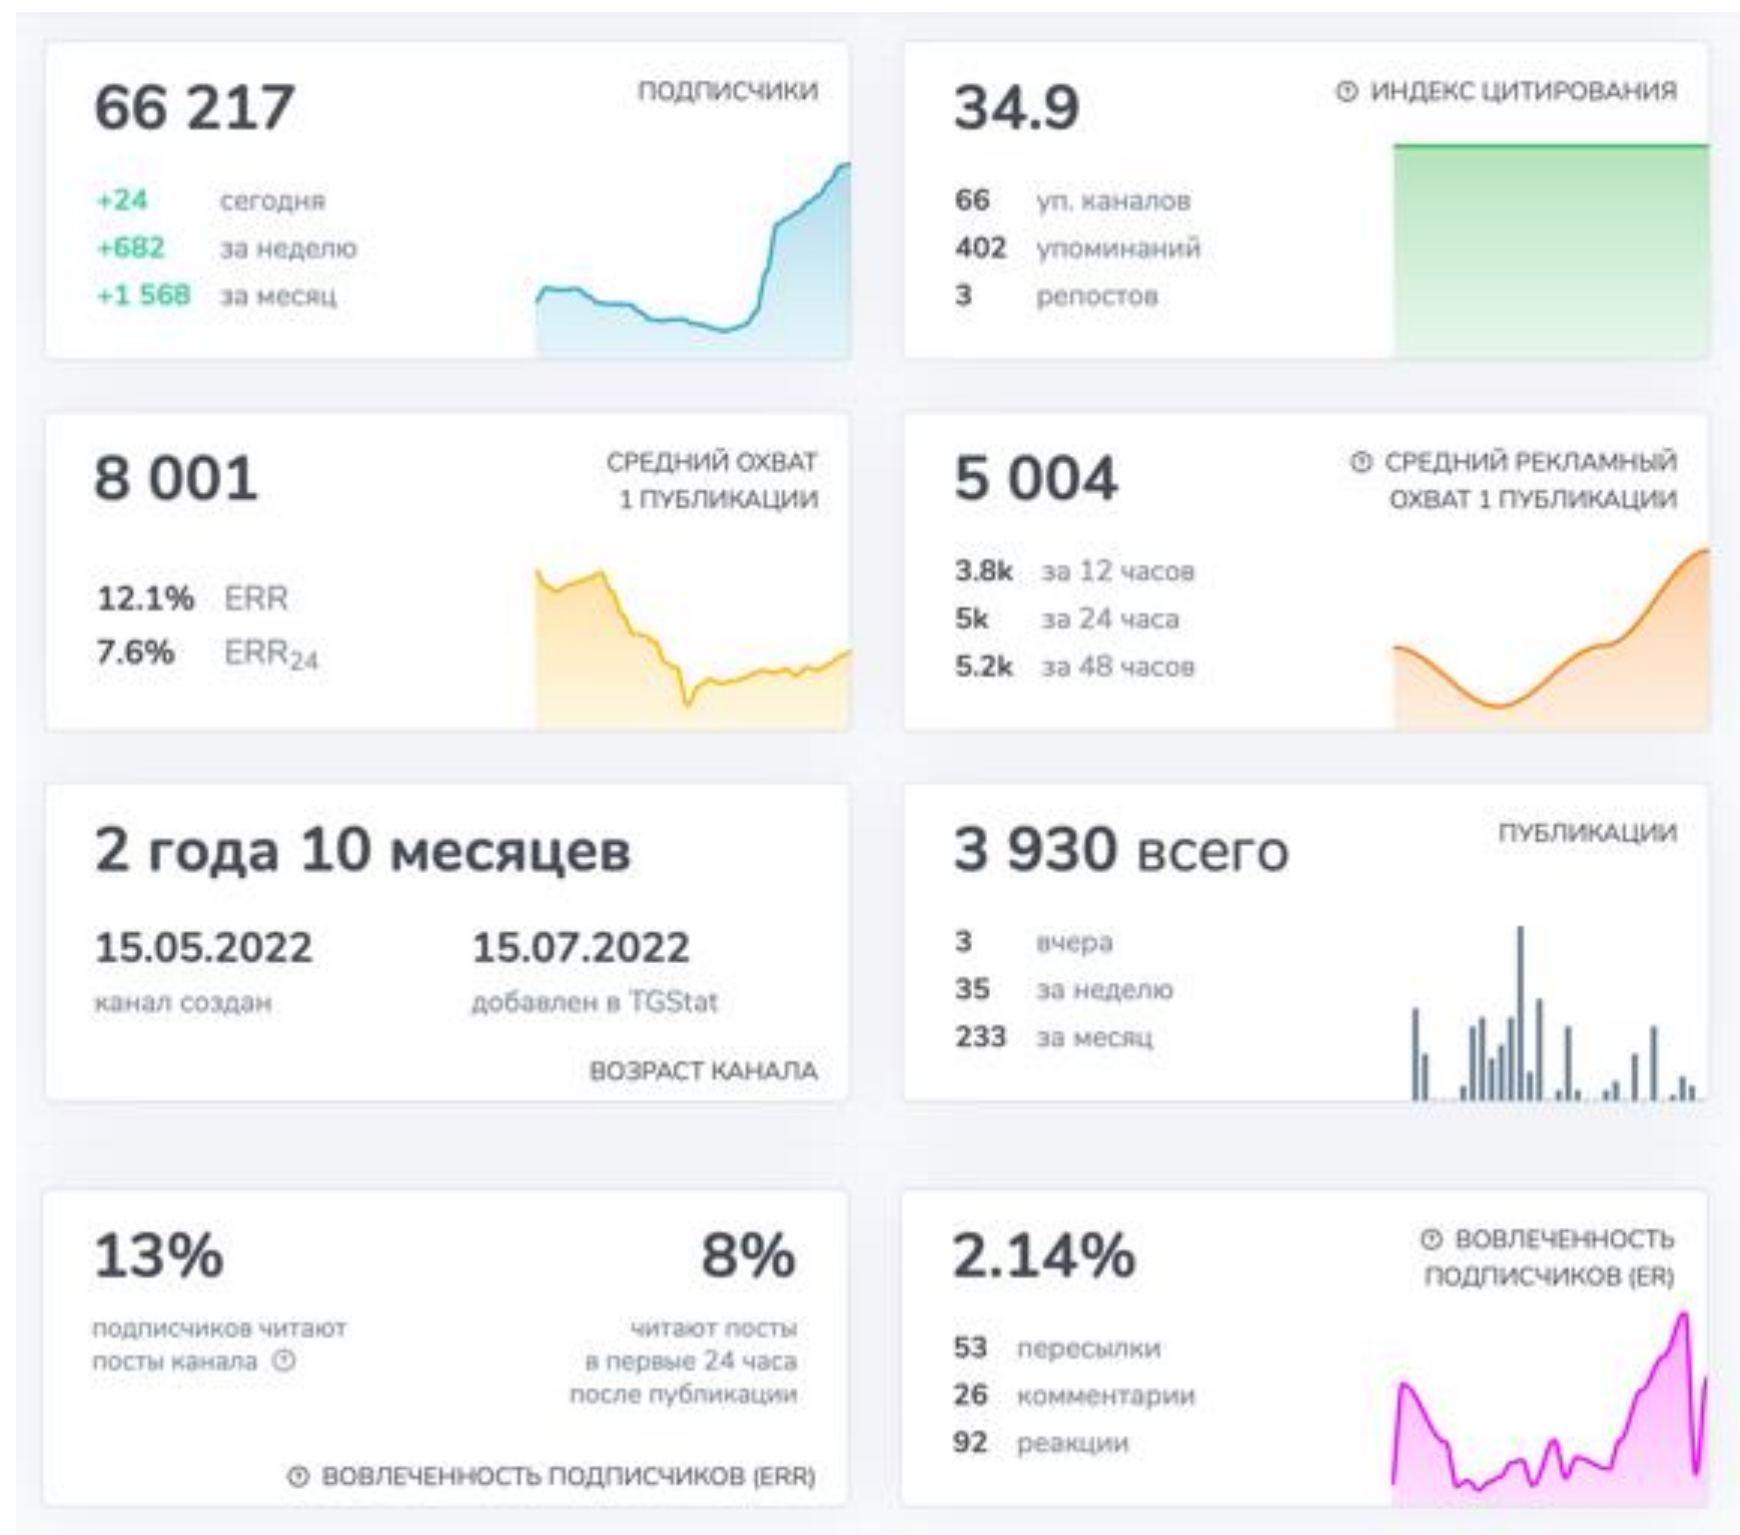 66 217
ПОДПИСЧИКИ
+24 сегодня
+682 за неделю
+1 568 за месяц
34.9
ИНДЕКС ЦИТИРОВАНИЯ
66 уп. каналов
402 упоминаний
3 репостов
8 001
СРЕДНИЙ ОХВАТ
1 ПУБЛИКАЦИИ
12.1% ERR
7.6% ERR24
5 004
СРЕДНИЙ РЕКЛАМНЫЙ
ОХВАТ 1 ПУБЛИКАЦИИ
3.8k за 12 часов
5k за 24 часа
5.2k за 48 часов
2 года 10 месяцев
15.05.2022 15.07.2022
канал создан добавлен в TGStat
ВОЗРАСТ КАНАЛА
3 930 всего
ПУБЛИКАЦИИ
3 вчера
35 за неделю
233 за месяц
13%
подписчиков читают
посты канала
8%
читают посты
в первые 24 часа
после публикации
ВОВЛЕЧЕННОСТЬ ПОДПИСЧИКОВ (ERR)
2.14%
ВОВЛЕЧЕННОСТЬ
ПОДПИСЧИКОВ (ER)
53 пересылки
26 комментарии
92 реакции